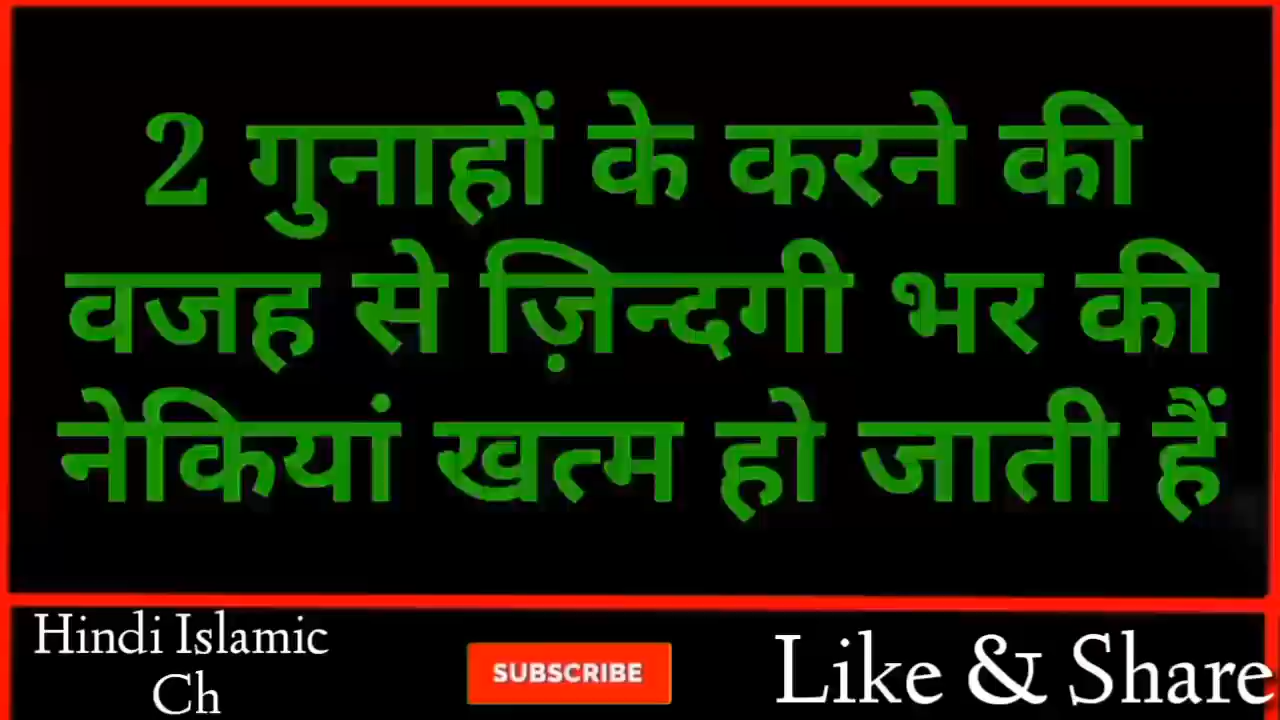 2 गुनाहों के करने की
वजह से ज़िन्दगी भर की
नेकियां खत्म हो जाती हैं
Hindi Islamic
Ch
SUBSCRIBE
Like & Share